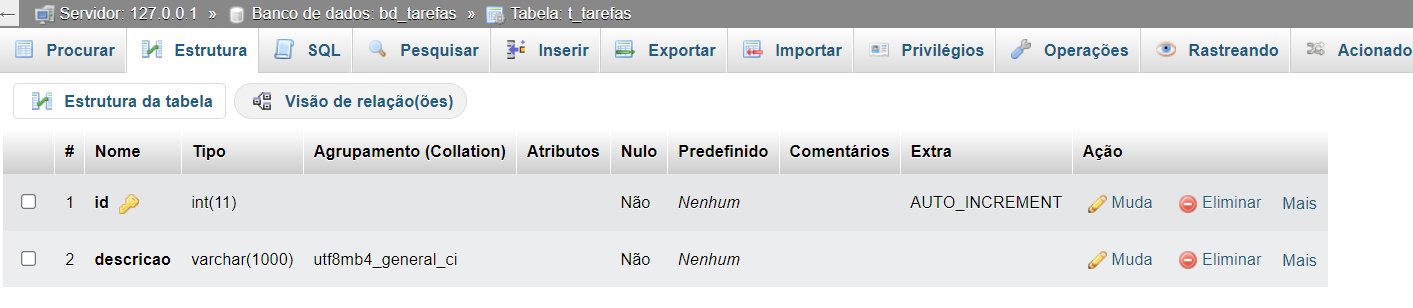 ← Servidor: 127.0.0.1 » Banco de dados: bd_tarefas » Tabela: t_tarefas
Procurar Estrutura SQL Pesquisar Inserir Exportar Importar Privilégios Operações Rastreando Acionado
Estrutura da tabela Visão de relação(ões)
# Nome Tipo Agrupamento (Collation) Atributos Nulo Predefinido Comentários Extra Ação
1 id int(11) Não Nenhum AUTO_INCREMENT Muda Eliminar Mais
2 descricao varchar(1000) utf8mb4_general_ci Não Nenhum Muda Eliminar Mais